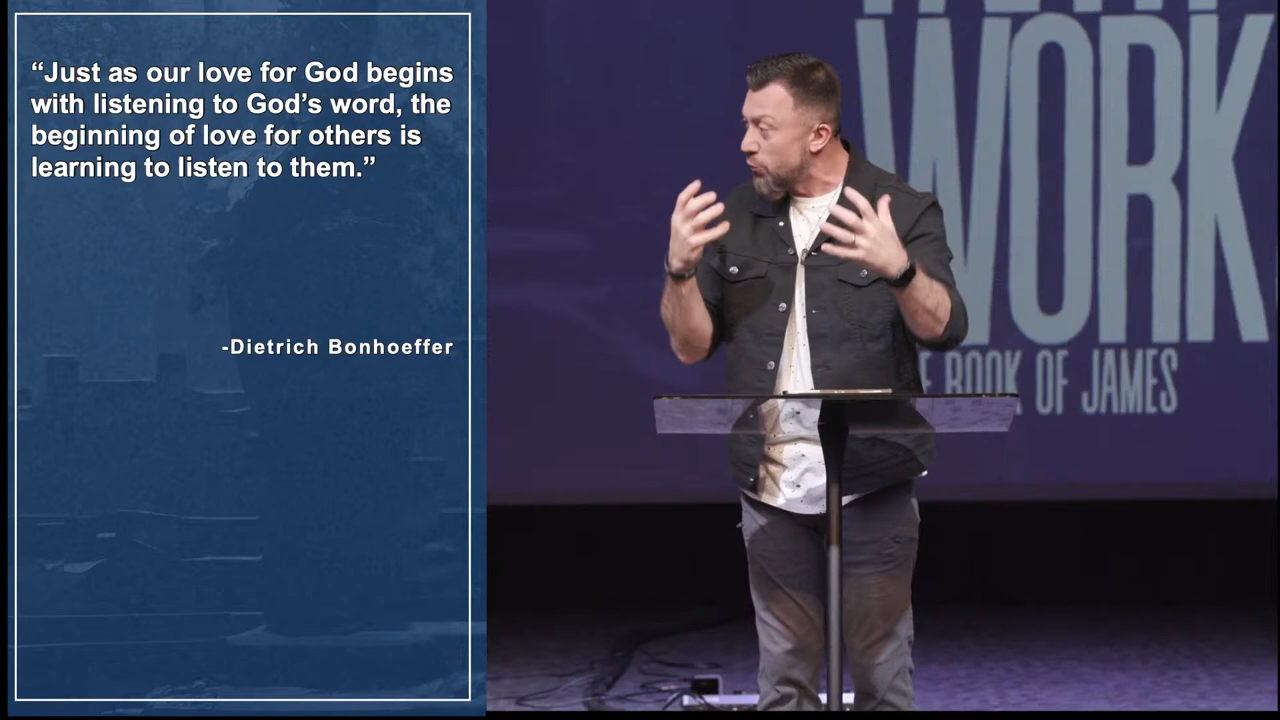 “Just as our love for God begins
with listening to God’s word, the
beginning of love for others is
learning to listen to them.”
-Dietrich Bonhoeffer
WORK
BOOK OF JAMES